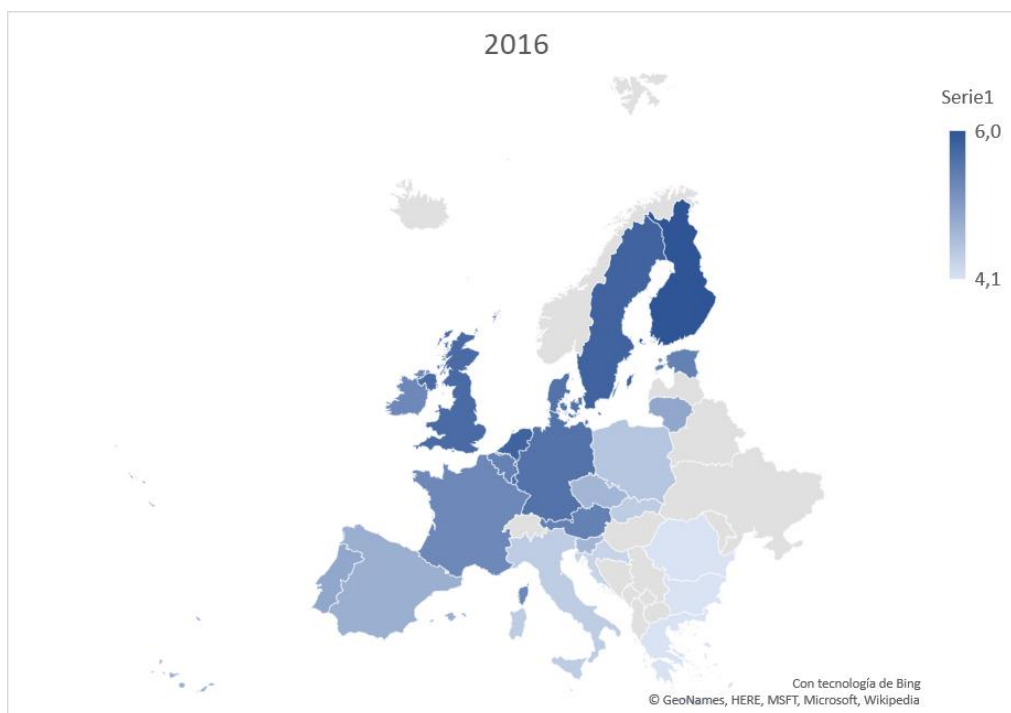 2016
Serie1
6,0
4,1
Con tecnología de Bing
© GeoNames, HERE, MSFT, Microsoft, Wikipedia